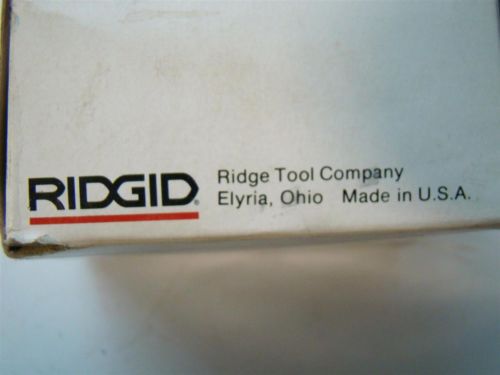 RIDGID®
Ridge Tool Company
Elyria, Ohio Made in U.S.A.